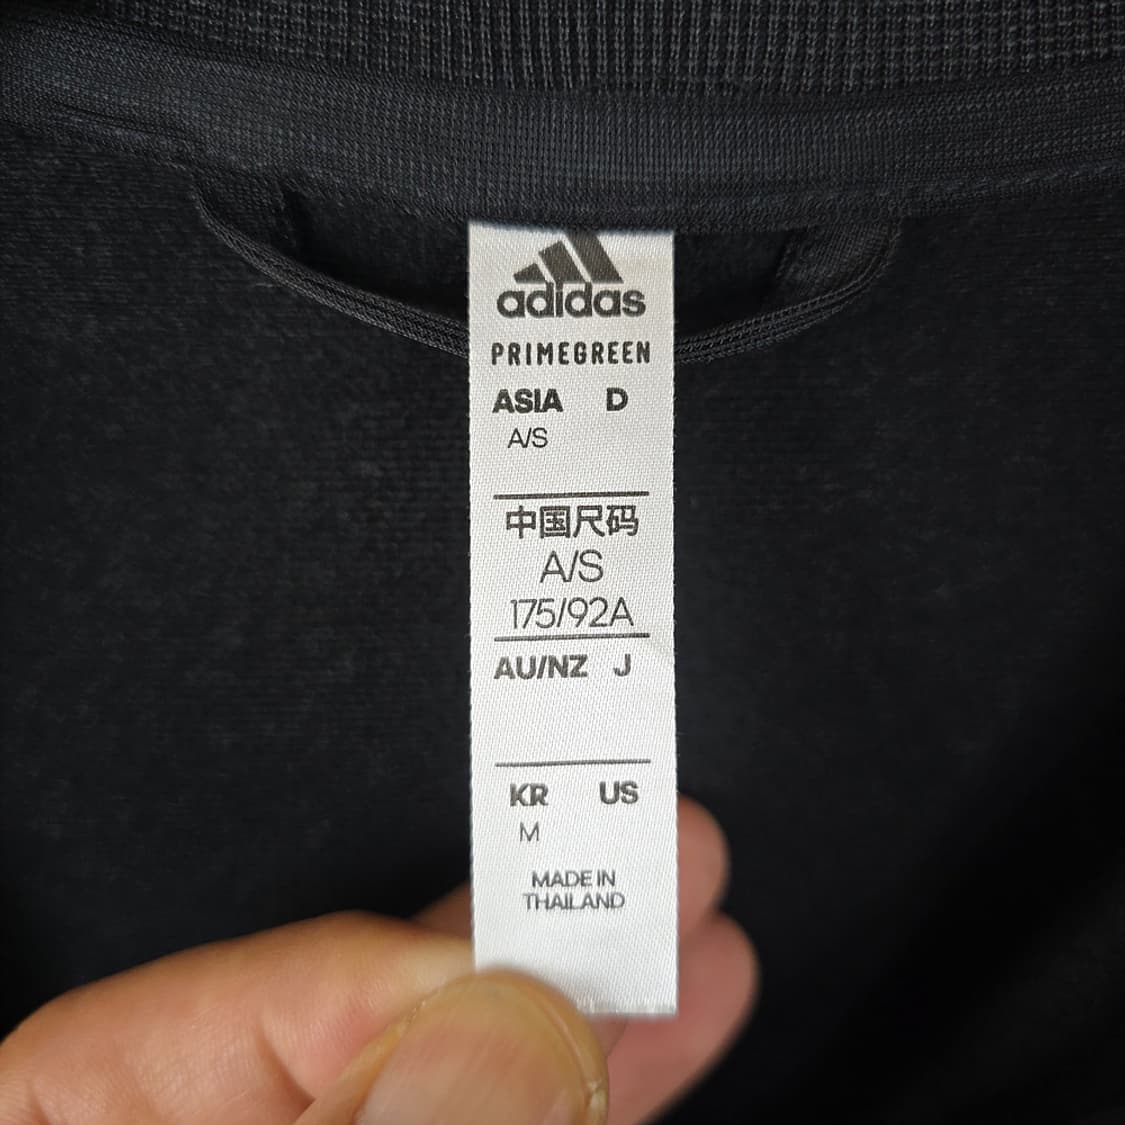 adidas
PRIMEGREEN
ASIA D
A/S
中国尺码
A/S
175/92A
AU/NZ J
KR US
M
MADE IN
THAILAND